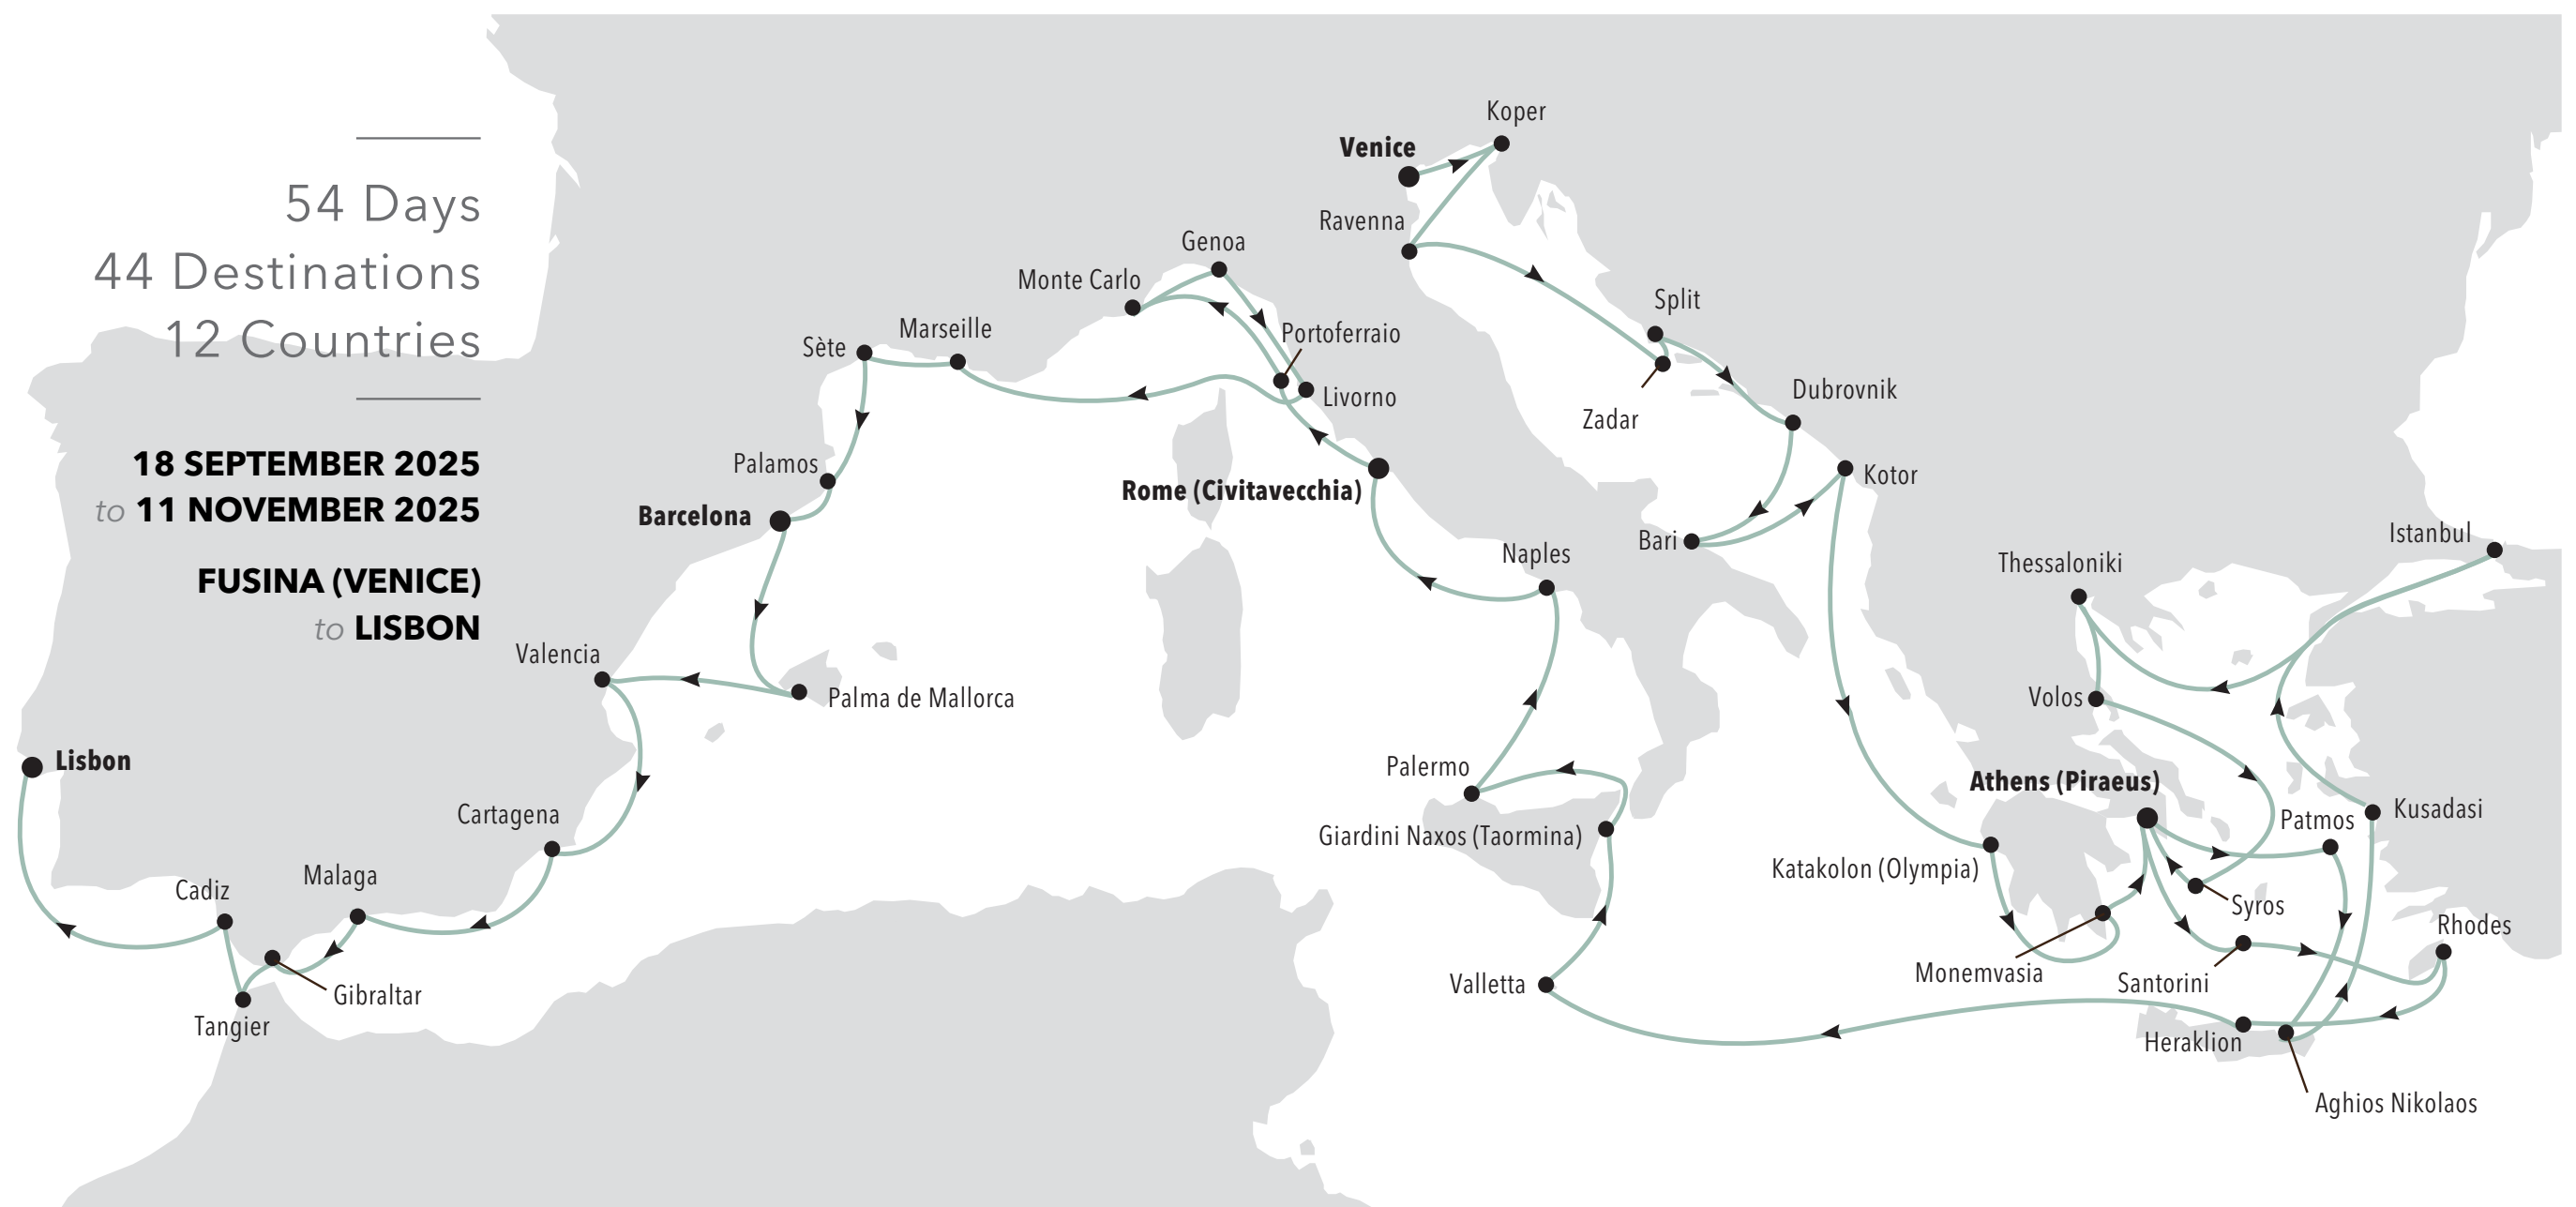 54 Days
44 Destinations
12 Countries
18 SEPTEMBER 2025
to 11 NOVEMBER 2025
FUSINA (VENICE)
to LISBON
Koper
Venice
Ravenna
Genoa
Monte Carlo
Split
Marseille
Portoferraio
Sète
Livorno
Dubrovnik
Zadar
Palamos
Kotor
Rome (Civitavecchia)
Barcelona
Bari
Istanbul
Naples
Thessaloniki
Valencia
Palma de Mallorca
Volos
Lisbon
Palermo
Athens (Piraeus)
Cartagena
Kusadasi
Patmos
Giardini Naxos (Taormina)
Katakolon (Olympia)
Malaga
Cadiz
Syros
Rhodes
Monemvasia
Santorini
Valletta
Gibraltar
Tangier
Heraklion
Aghios Nikolaos